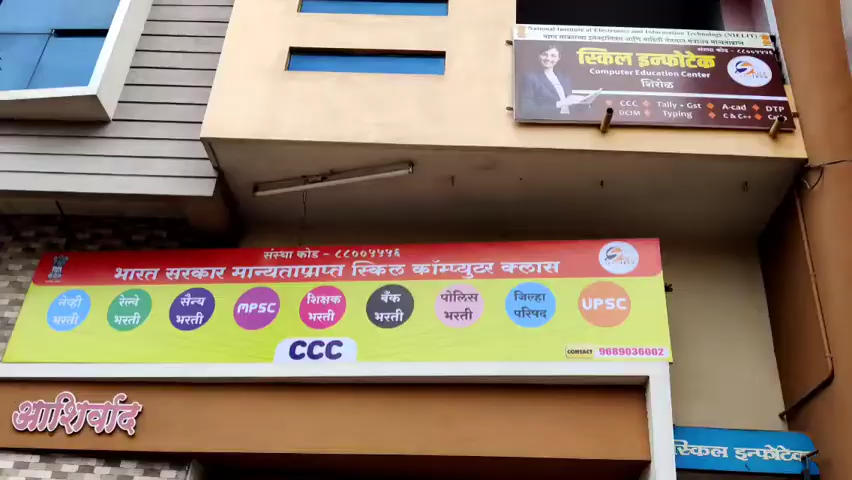 National Institute of Electronics and Information Technology (NIELIT)
संस्था कोड - ८८००५५५६
स्किल इन्फोटेक
Computer Education Center
शिरोळ
CCC Tally + Gst A-cad DTP
DCTM Typing C & C++
संस्था कोड - ८८००५५५६
भारत सरकार मान्यताप्राप्त स्किल कॉम्प्युटर क्लास
नेव्ही भरती
रेल्वे भरती
सैन्य भरती
MPSC
शिक्षक भरती
बँक भरती
पोलिस भरती
जिल्हा परिषद
UPSC
CCC
CONTACT 9689036002
आशिर्वाद
स्किल इन्फोटेक